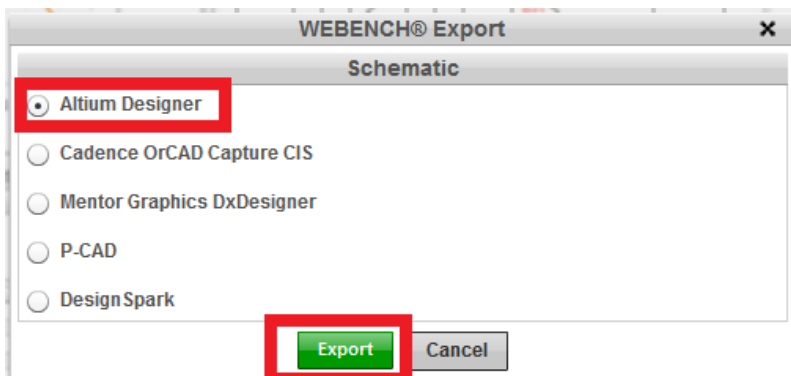 WEBENCH® Export
Schematic
Altium Designer
Cadence OrCAD Capture CIS
Mentor Graphics DxDesigner
P-CAD
DesignSpark
Export Cancel